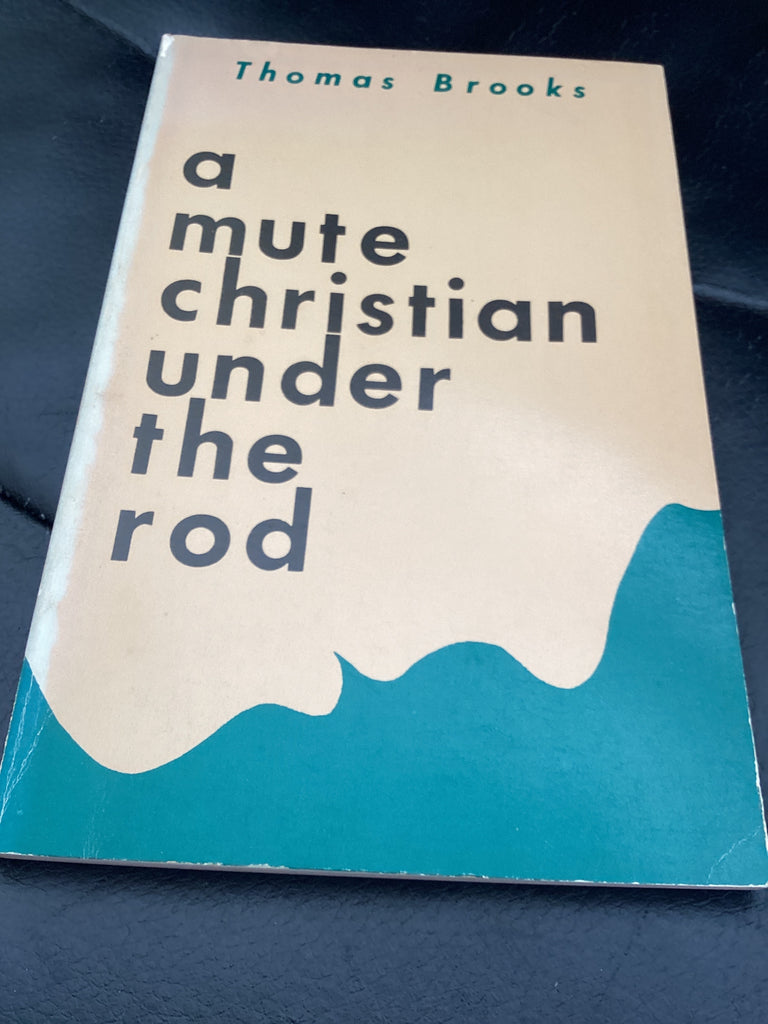 Thomas Brooks
a
mute
christian
under
the
rod